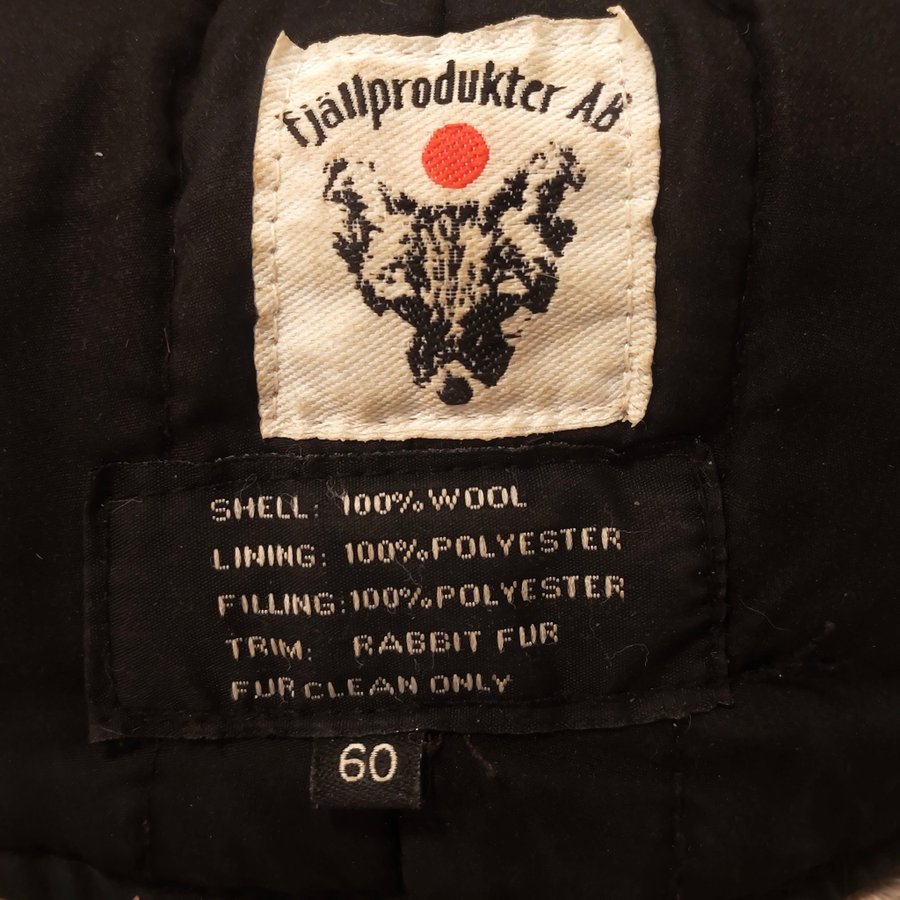 fjällprodukter AB
SHELL: 100% WOOL
LINING: 100% POLYESTER
FILLING: 100% POLYESTER
TRIM: RABBIT FUR
FUR CLEAN ONLY
60